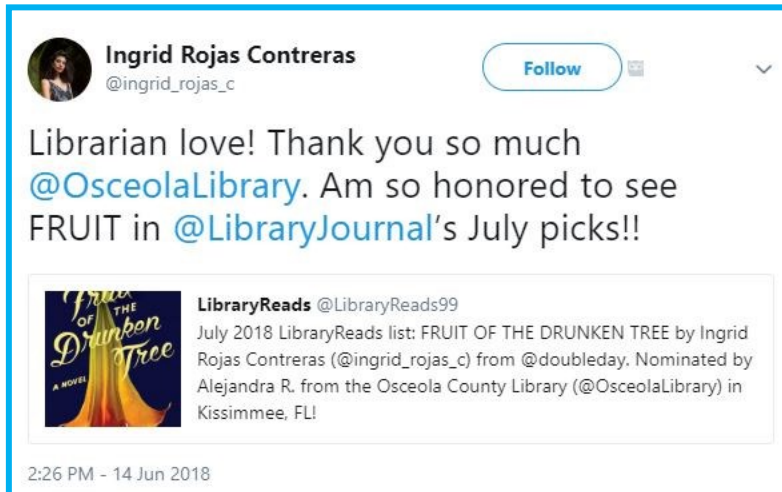 Ingrid Rojas Contreras
@ingrid_rojas_c
Follow
Librarian love! Thank you so much
@OsceolaLibrary. Am so honored to see
FRUIT in @LibraryJournal's July picks!!
Fruit
OF THE
Drunken
Tree
A NOVEL
LibraryReads @LibraryReads99
July 2018 LibraryReads list: FRUIT OF THE DRUNKEN TREE by Ingrid
Rojas Contreras (@ingrid_rojas_c) from @doubleday. Nominated by
Alejandra R. from the Osceola County Library (@OsceolaLibrary) in
Kissimmee, FL!
2:26 PM - 14 Jun 2018